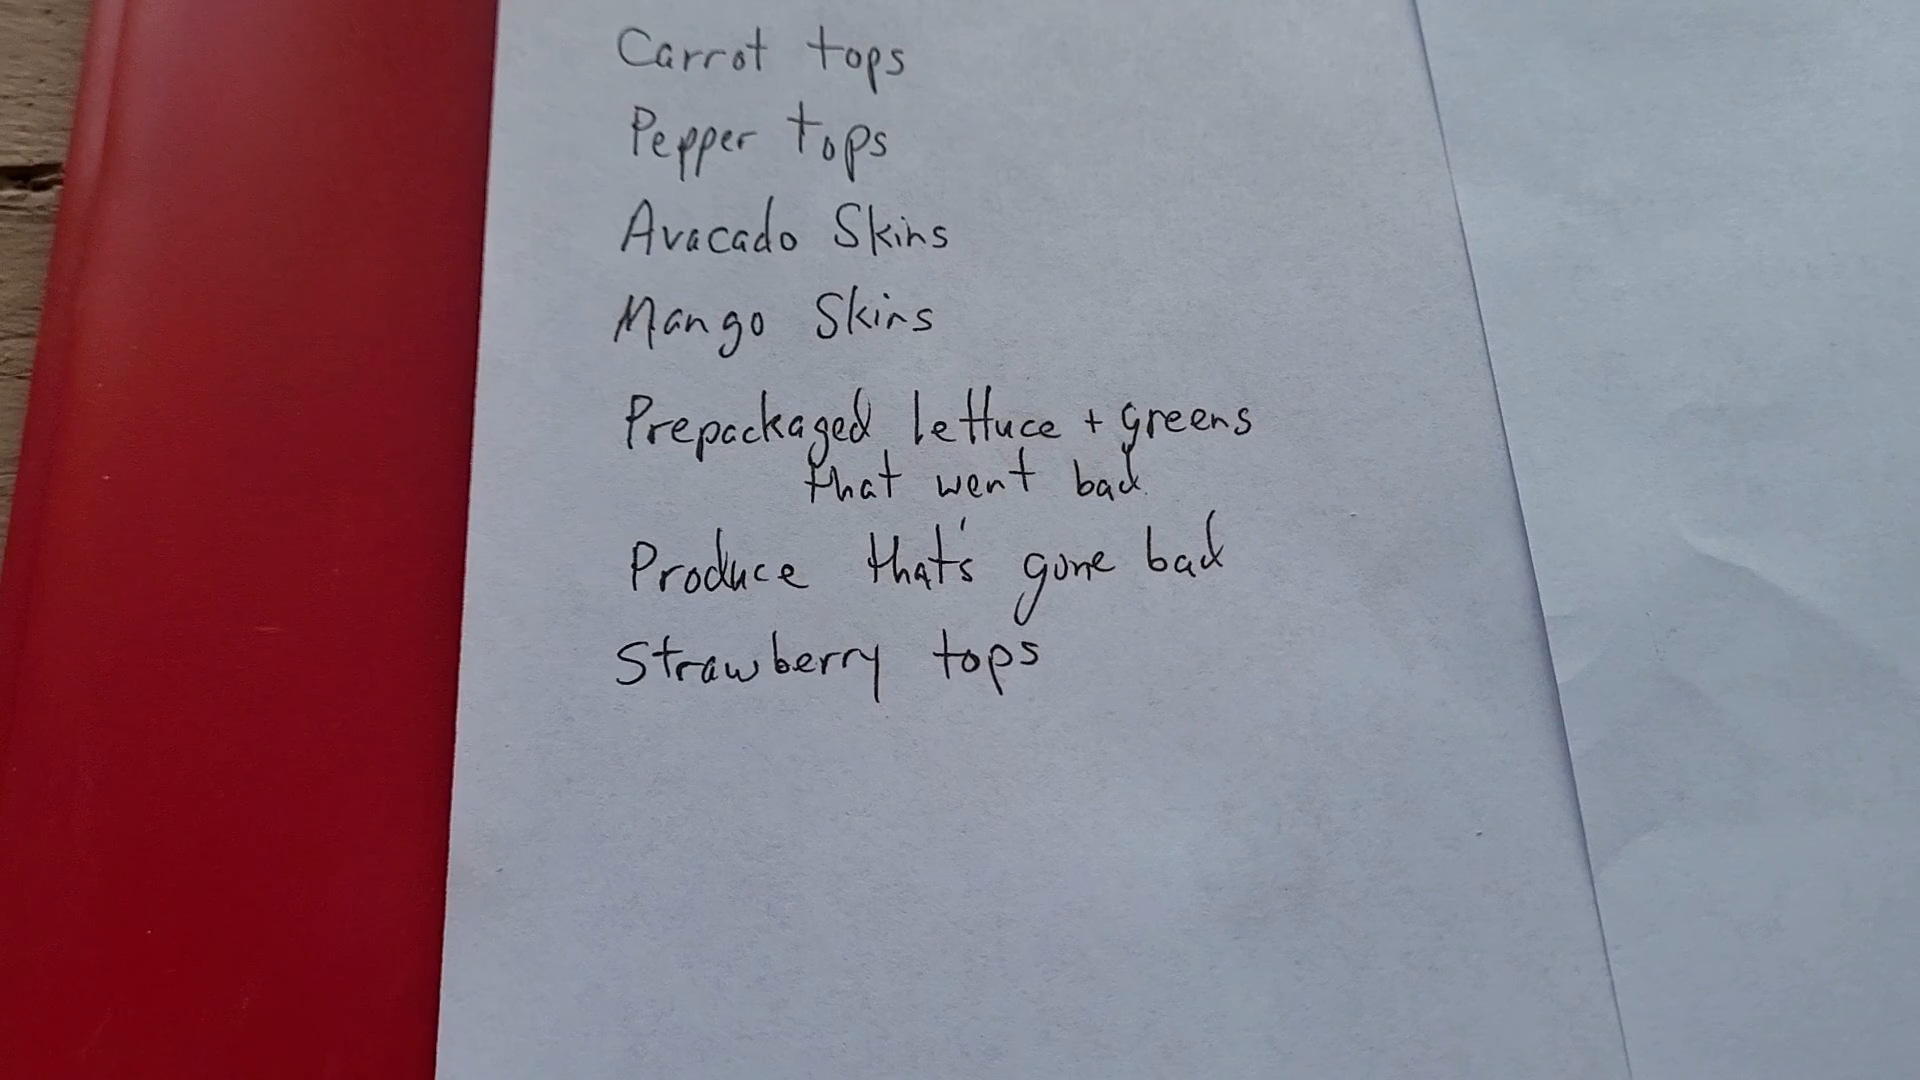 Carrot tops
Pepper tops
Avacado Skins
Mango Skins
Prepackaged lettuce + greens
that went bad
Produce that's gone bad
Strawberry tops